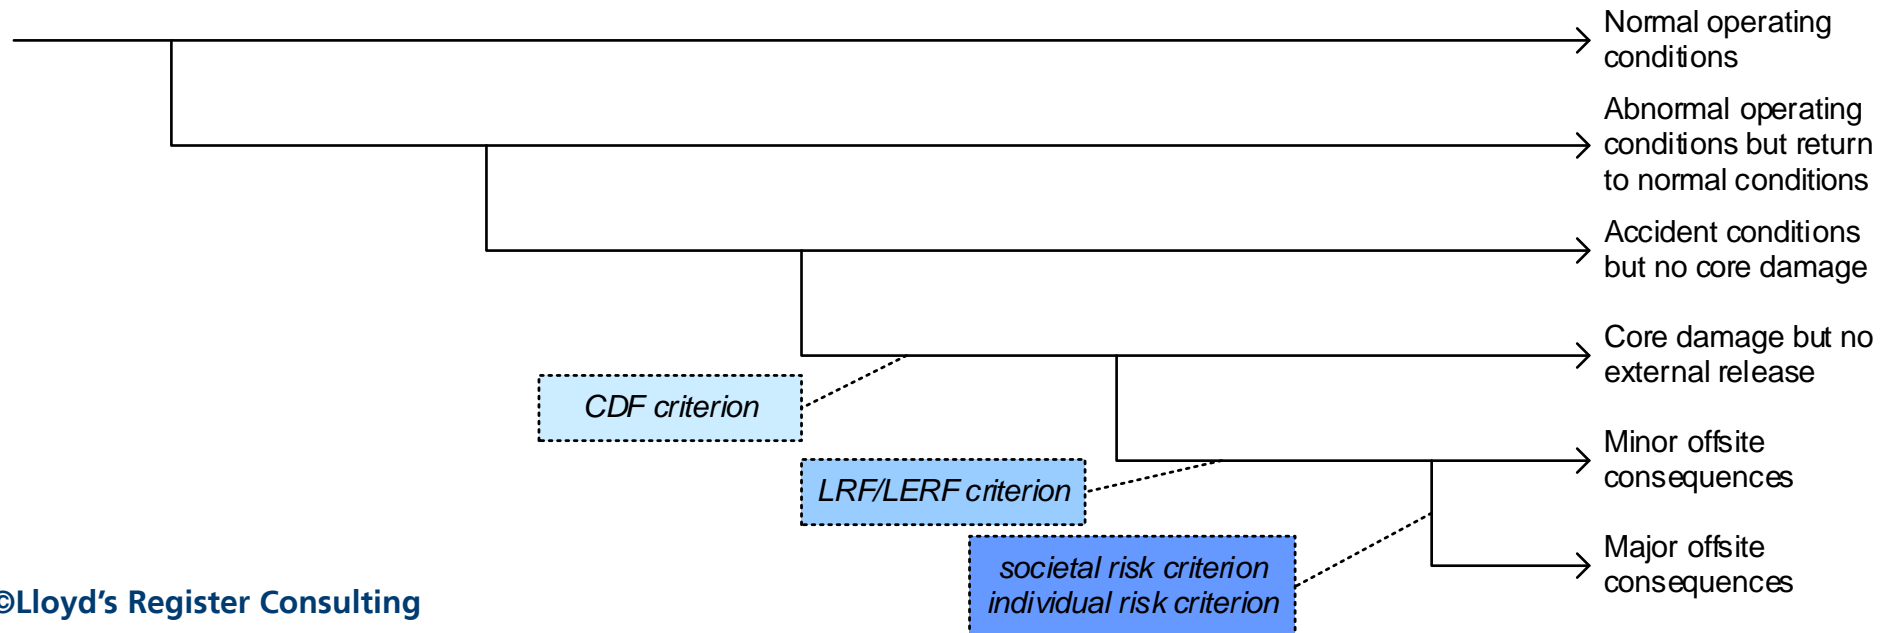 Normal operating
conditions
Abnormal operating
conditions but return
to normal conditions
Accident conditions
but no core damage
Core damage but no
external release
CDF criterion
Minor offsite
consequences
LRF/LERF criterion
Major offsite
consequences
societal risk criterion
individual risk criterion
©Lloyd’s Register Consulting